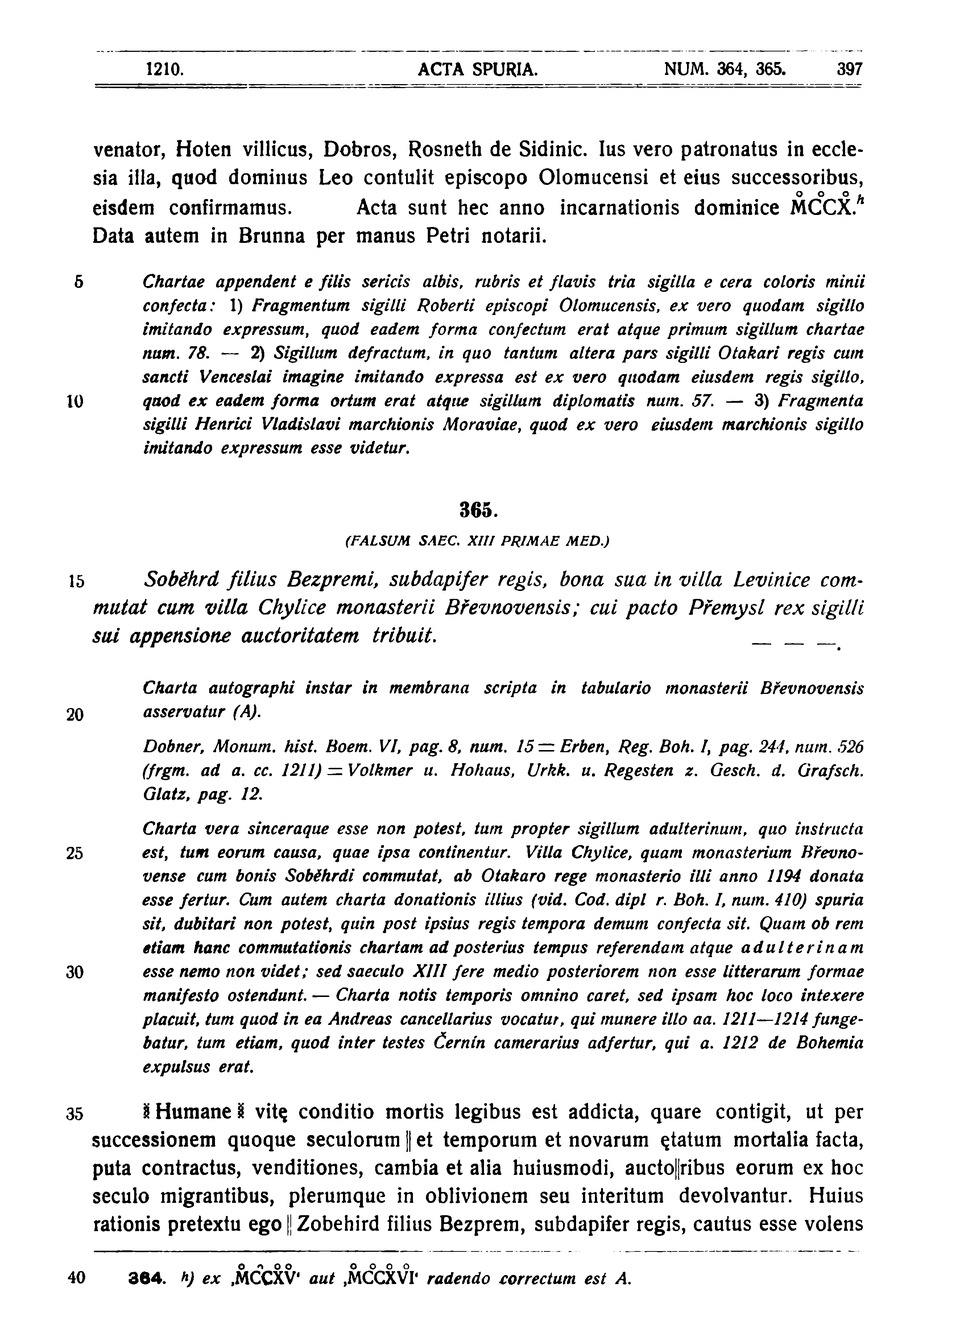 1210. ACTA SPURIA. NUM. 364, 365. 397
venator, Hoten villicus, Dobros, Rosneth de Sidinic. Ius vero patronatus in eccle-
sia illa, quod dominus Leo contulit episcopo Olomucensi et eius successoribus,
eisdem confirmamus. Acta sunt hec anno incarnationis dominice M̊C̊C̊X̊.ʰ
Data autem in Brunna per manus Petri notarii.
5 Chartae appendent e filis sericis albis, rubris et flavis tria sigilla e cera coloris minii
confecta: 1) Fragmentum sigilli Roberti episcopi Olomucensis, ex vero quodam sigillo
imitando expressum, quod eadem forma confectum erat atque primum sigillum chartae
num. 78. — 2) Sigillum defractum, in quo tantum altera pars sigilli Otakari regis cum
sancti Venceslai imagine imitando expressa est ex vero quodam eiusdem regis sigillo,
10 quod ex eadem forma ortum erat atque sigillum diplomatis num. 57. — 3) Fragmenta
sigilli Henrici Vladislavi marchionis Moraviae, quod ex vero eiusdem marchionis sigillo
imitando expressum esse videtur.
365.
(FALSUM SAEC. XIII PRIMAE MED.)
15 Soběhrd filius Bezpremi, subdapifer regis, bona sua in villa Levinice com-
mutat cum villa Chylice monasterii Břevnovensis; cui pacto Přemysl rex sigilli
sui appensione auctoritatem tribuit. — — —.
Charta autographi instar in membrana scripta in tabulario monasterii Břevnovensis
20 asservatur (A).
Dobner, Monum. hist. Boem. VI, pag. 8, num. 15 = Erben, Reg. Boh. I, pag. 244, num. 526
(frgm. ad a. cc. 1211) = Volkmer u. Hohaus, Urkk. u. Regesten z. Gesch. d. Grafsch.
Glatz, pag. 12.
Charta vera sinceraque esse non potest, tum propter sigillum adulterinum, quo instructa
25 est, tum eorum causa, quae ipsa continentur. Villa Chylice, quam monasterium Břevno-
vense cum bonis Soběhrdi commutat, ab Otakaro rege monasterio illi anno 1194 donata
esse fertur. Cum autem charta donationis illius (vid. Cod. dipl r. Boh. I, num. 410) spuria
sit, dubitari non potest, quin post ipsius regis tempora demum confecta sit. Quam ob rem
etiam hanc commutationis chartam ad posterius tempus referendam atque adulterinam
30 esse nemo non videt; sed saeculo XIII fere medio posteriorem non esse litterarum formae
manifesto ostendunt. — Charta notis temporis omnino caret, sed ipsam hoc loco intexere
placuit, tum quod in ea Andreas cancellarius vocatur, qui munere illo aa. 1211—1214 funge-
batur, tum etiam, quod inter testes Černín camerarius adfertur, qui a. 1212 de Bohemia
expulsus erat.
35 ⁑ Humane ⁑ vitę conditio mortis legibus est addicta, quare contigit, ut per
successionem quoque seculorum || et temporum et novarum ętatum mortalia facta,
puta contractus, venditiones, cambia et alia huiusmodi, aucto||ribus eorum ex hoc
seculo migrantibus, plerumque in oblivionem seu interitum devolvantur. Huius
rationis pretextu ego || Zobehird filius Bezprem, subdapifer regis, cautus esse volens
40 364. h) ex ‚M̊C̊C̊X̊V̊‘ aut ‚M̊C̊C̊X̊V̊I‘ radendo correctum est A.